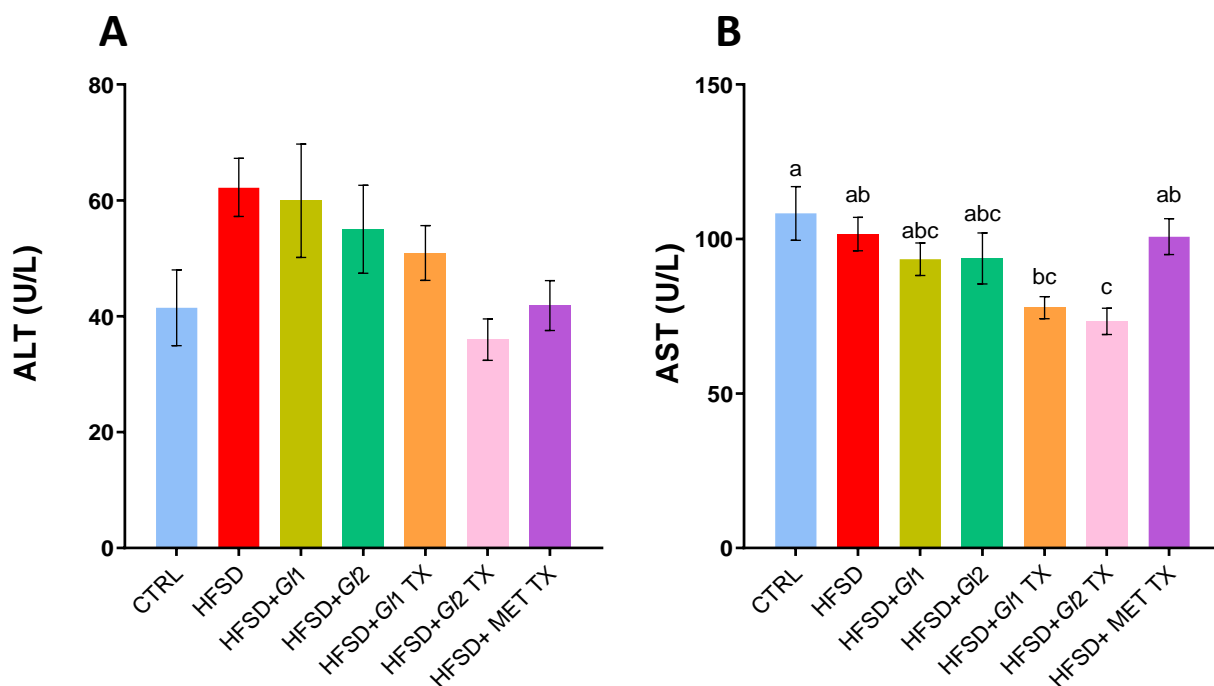 A
80
60
40
20
0
ALT (U/L)
CTRL
HFSD
HFSD+Gl1
HFSD+Gl2
HFSD+Gl1 TX
HFSD+Gl2 TX
HFSD+ MET TX
B
150
100
50
0
AST (U/L)
a
ab
abc
abc
bc
c
ab
CTRL
HFSD
HFSD+Gl1
HFSD+Gl2
HFSD+Gl1 TX
HFSD+Gl2 TX
HFSD+ MET TX